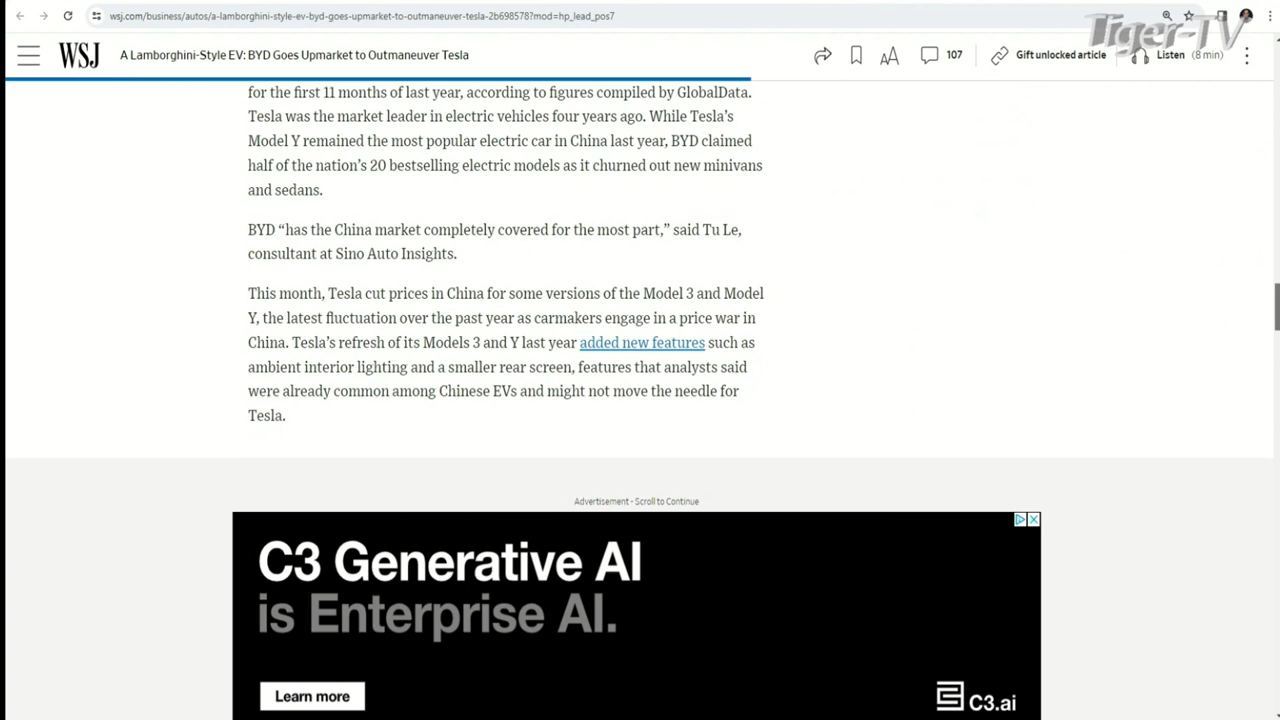 wsj.com/business/autos/a-lamborghini-style-ev-byd-goes-upmarket-to-outmaneuver-tesla-2b698578?mod=hp_lead_pos7
Tiger-TV
WSJ
A Lamborghini-Style EV: BYD Goes Upmarket to Outmaneuver Tesla
AA
107
Gift unlocked article
Listen (8 min)
for the first 11 months of last year, according to figures compiled by GlobalData.
Tesla was the market leader in electric vehicles four years ago. While Tesla’s
Model Y remained the most popular electric car in China last year, BYD claimed
half of the nation’s 20 bestselling electric models as it churned out new minivans
and sedans.
BYD “has the China market completely covered for the most part,” said Tu Le,
consultant at Sino Auto Insights.
This month, Tesla cut prices in China for some versions of the Model 3 and Model
Y, the latest fluctuation over the past year as carmakers engage in a price war in
China. Tesla’s refresh of its Models 3 and Y last year added new features such as
ambient interior lighting and a smaller rear screen, features that analysts said
were already common among Chinese EVs and might not move the needle for
Tesla.
Advertisement - Scroll to Continue
C3 Generative AI
is Enterprise AI.
Learn more
C3.ai